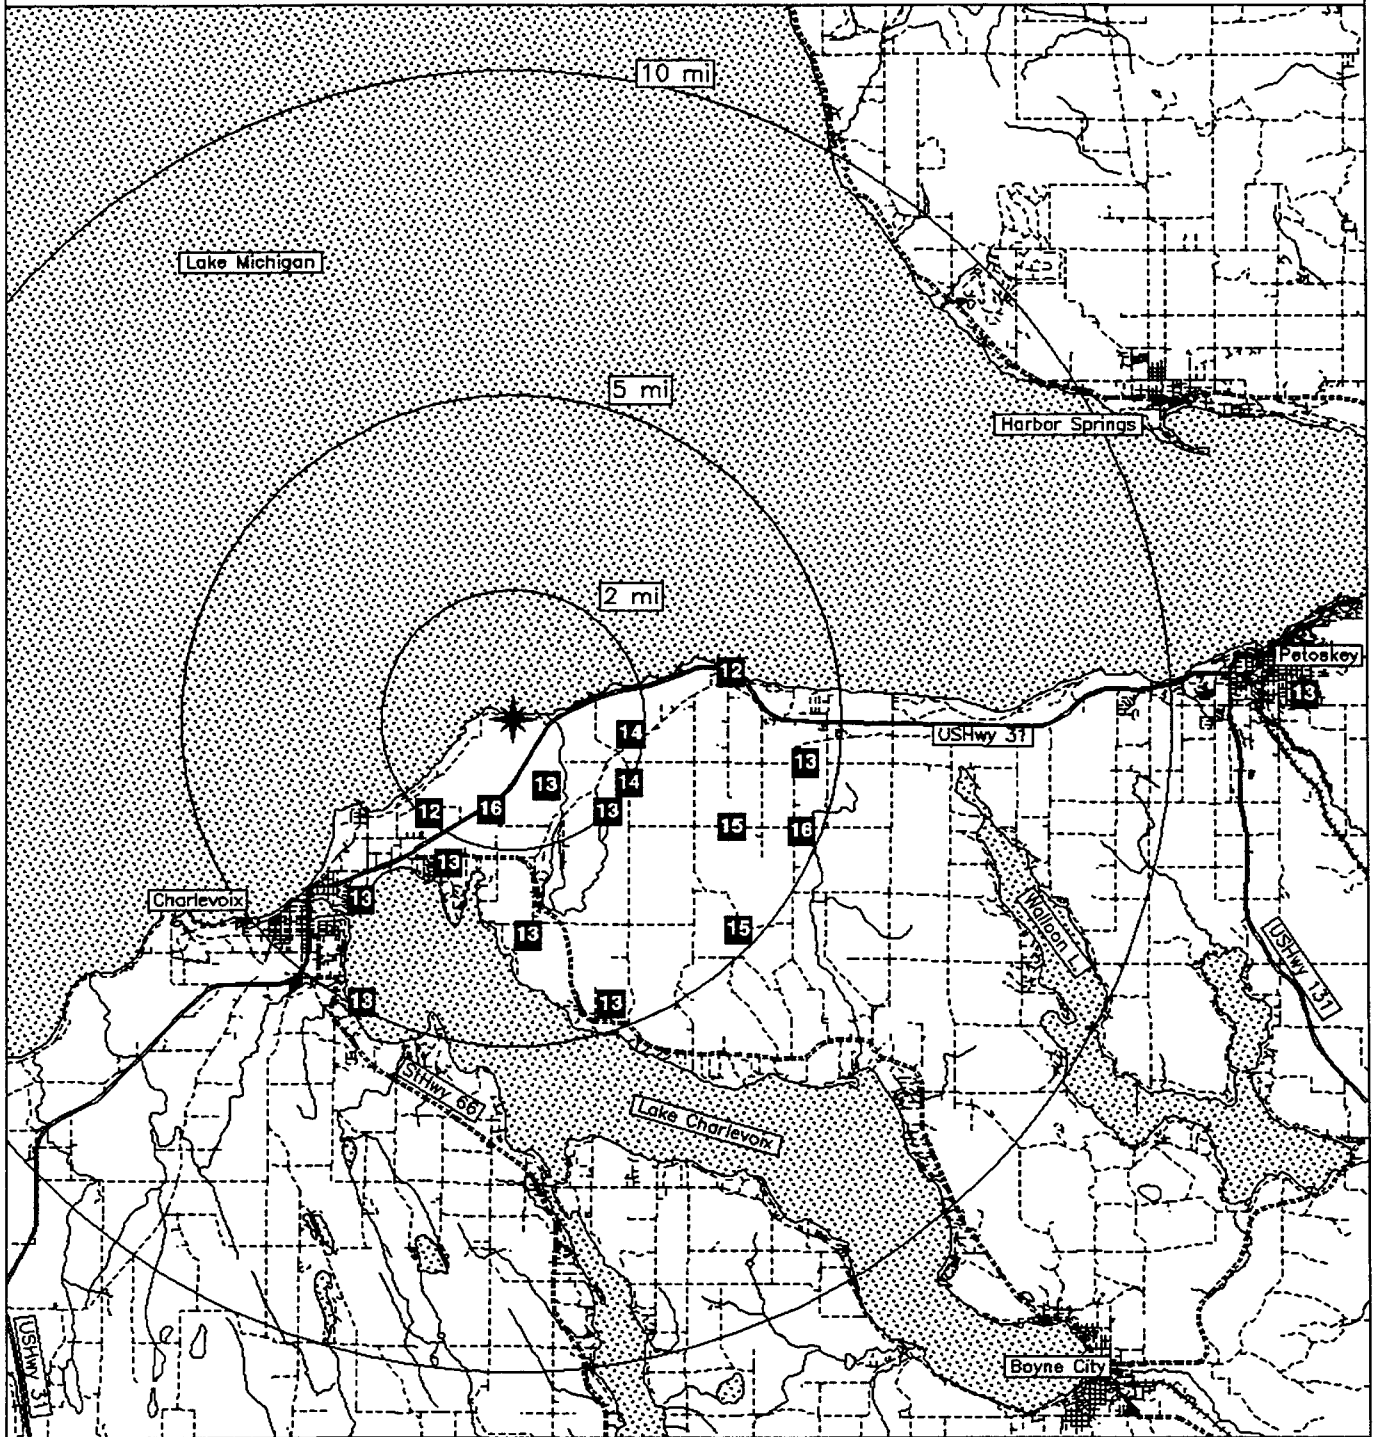 10 mi
Lake Michigan
5 mi
Harbor Springs
2 mi
Petoskey
12
13
14
USHwy 31
13
13
14
12
16
13
15
16
13
Charlevoix
13
Walloon L.
13
15
USHwy 131
13
13
StHwy 66
Lake Charlevoix
USHwy 31
Boyne City